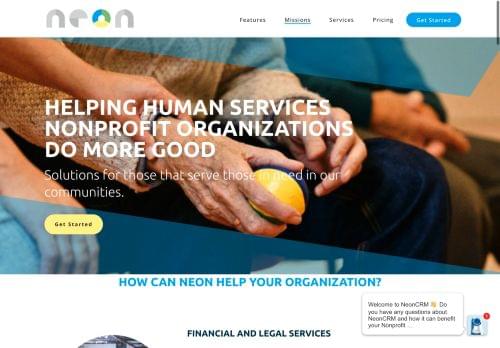 neon
Features Missions Services Pricing Get Started
HELPING HUMAN SERVICES
NONPROFIT ORGANIZATIONS
DO MORE GOOD
Solutions for those that serve those in need in our
communities.
Get Started
HOW CAN NEON HELP YOUR ORGANIZATION?
Welcome to NeonCRM 👋 Do
you have any questions about
NeonCRM and how it can benefit
your Nonprofit ...
1
FINANCIAL AND LEGAL SERVICES